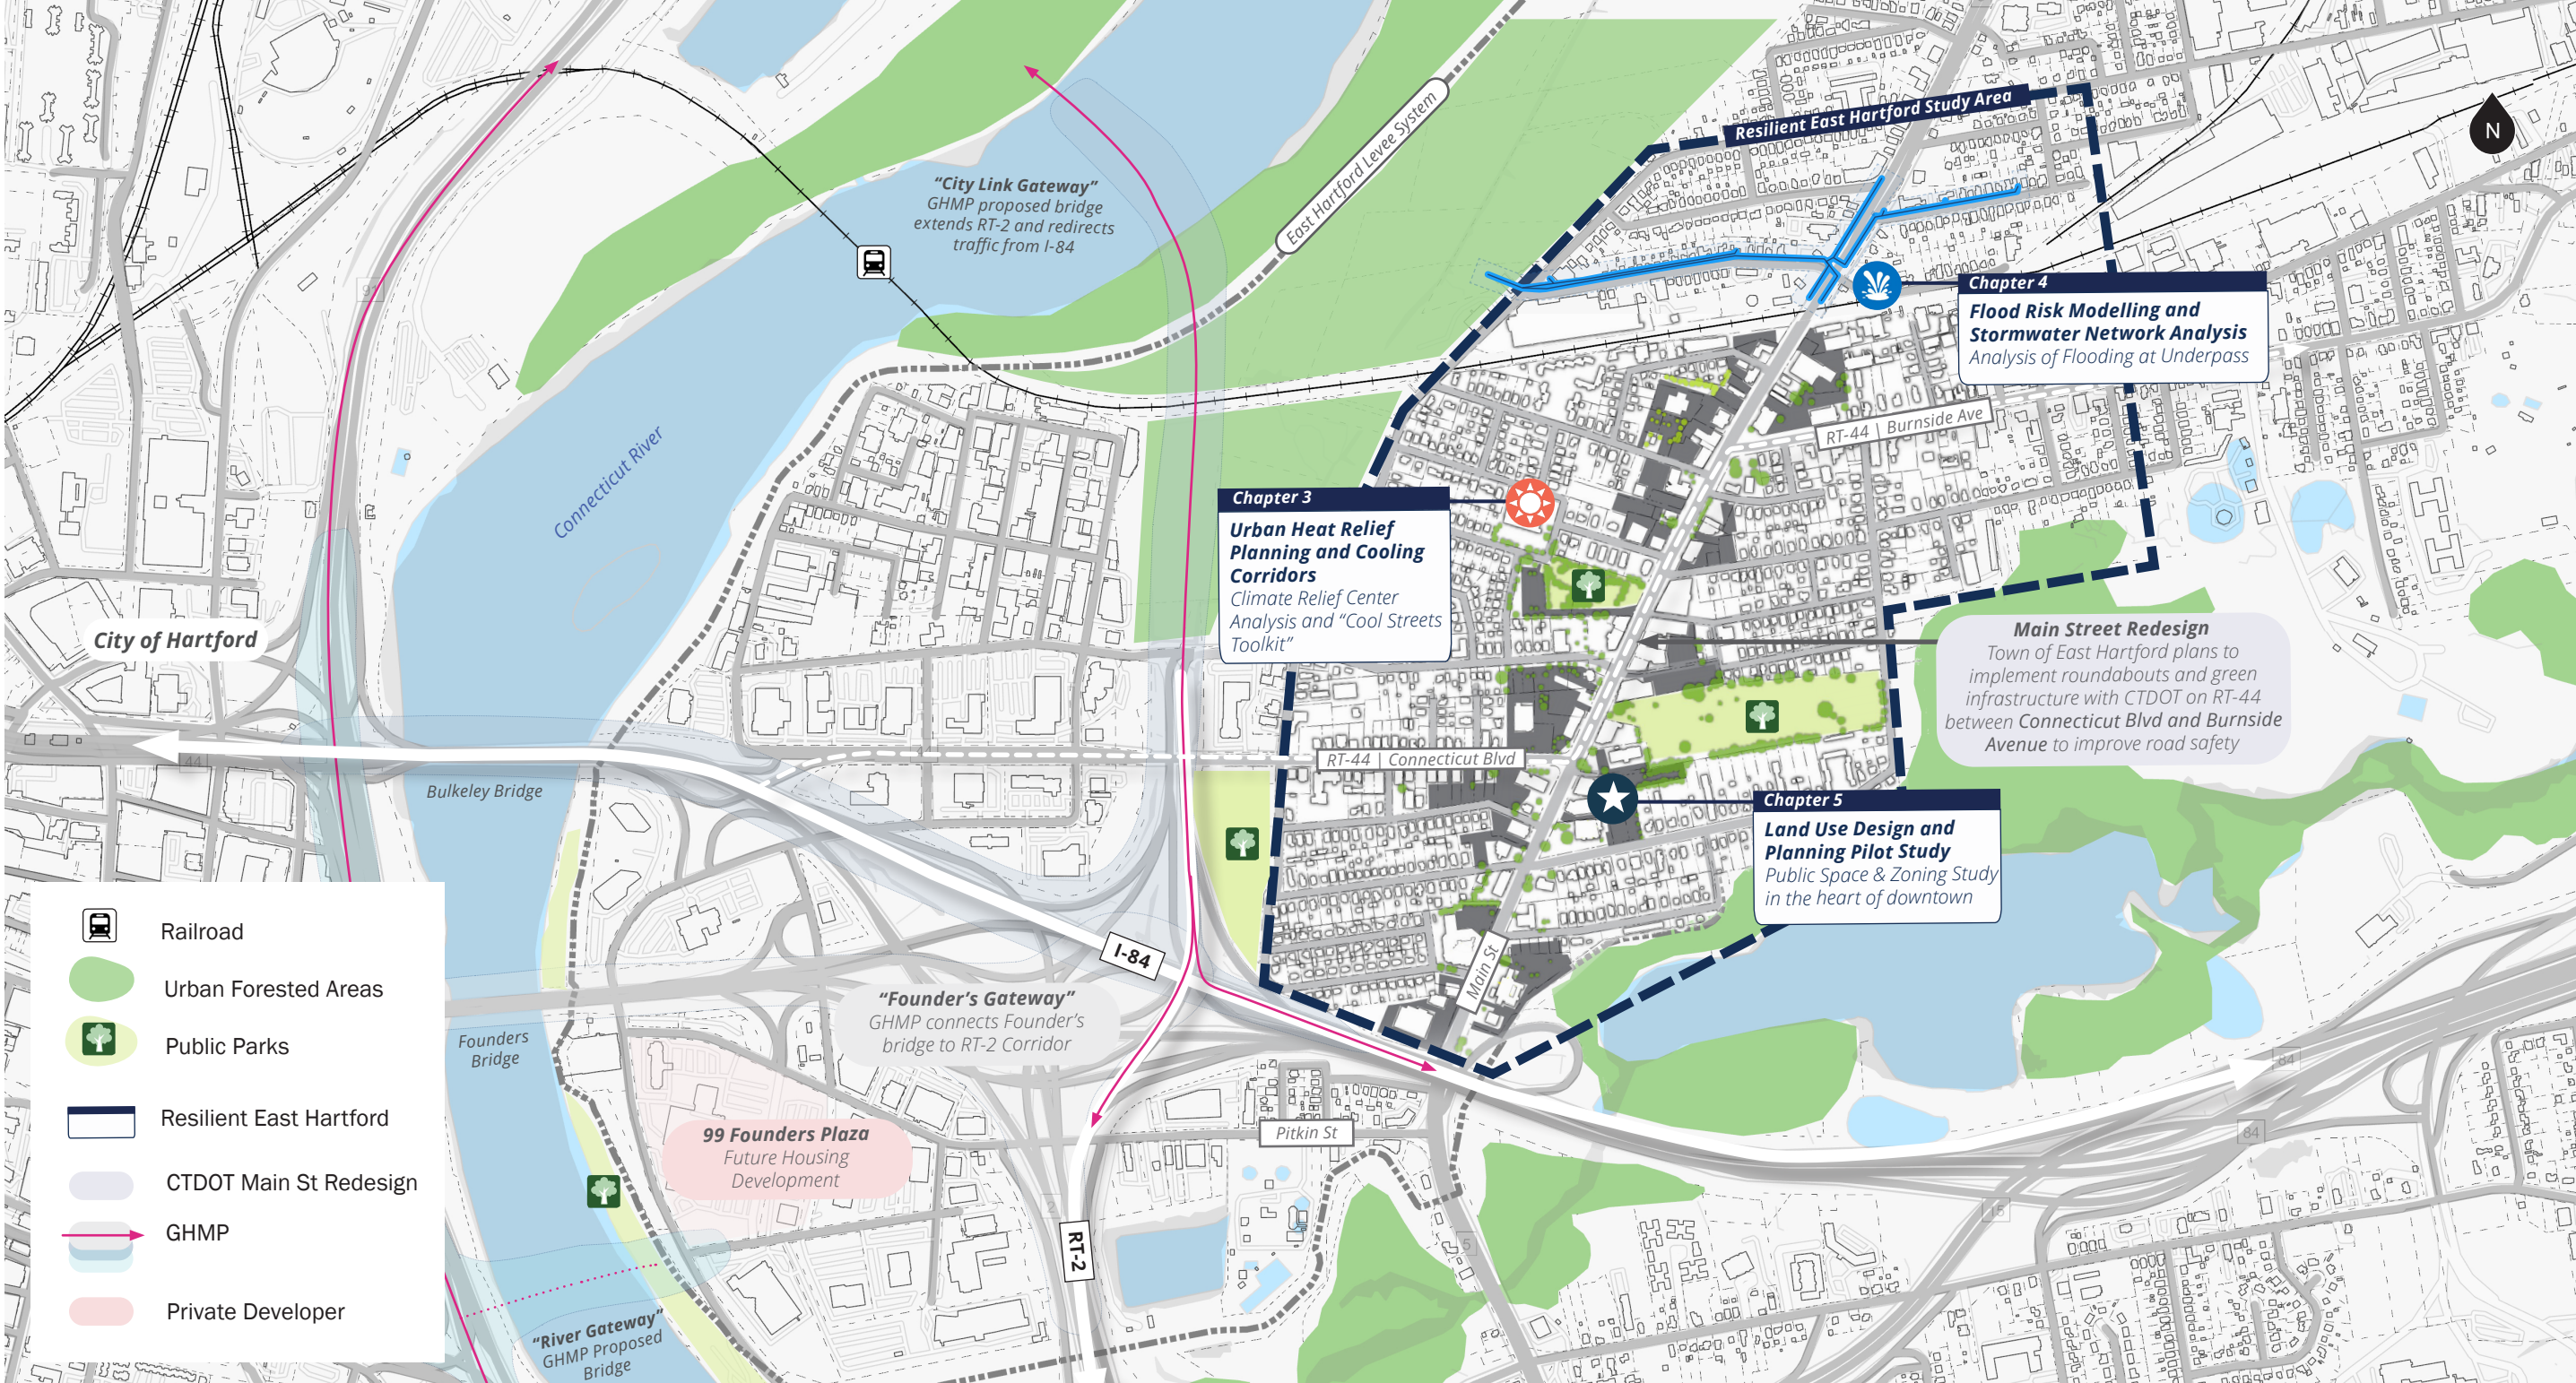 Resilient East Hartford Study Area
N
East Hartford Levee System
“City Link Gateway”
GHMP proposed bridge
extends RT-2 and redirects
traffic from I-84
91
Chapter 4
Flood Risk Modelling and
Stormwater Network Analysis
Analysis of Flooding at Underpass
RT-44 | Burnside Ave
Connecticut River
Chapter 3
Urban Heat Relief
Planning and Cooling
Corridors
Climate Relief Center
Analysis and “Cool Streets
Toolkit”
City of Hartford
Main Street Redesign
Town of East Hartford plans to
implement roundabouts and green
infrastructure with CTDOT on RT-44
between Connecticut Blvd and Burnside
Avenue to improve road safety
44
Bulkeley Bridge
RT-44 | Connecticut Blvd
Chapter 5
Land Use Design and
Planning Pilot Study
Public Space & Zoning Study
in the heart of downtown
I-84
Main St
“Founder’s Gateway”
GHMP connects Founder’s
bridge to RT-2 Corridor
Founders
Bridge
84
84
99 Founders Plaza
Future Housing
Development
Pitkin St
2
15
5
RT-2
“River Gateway”
GHMP Proposed
Bridge
Railroad
Urban Forested Areas
Public Parks
Resilient East Hartford
CTDOT Main St Redesign
GHMP
Private Developer